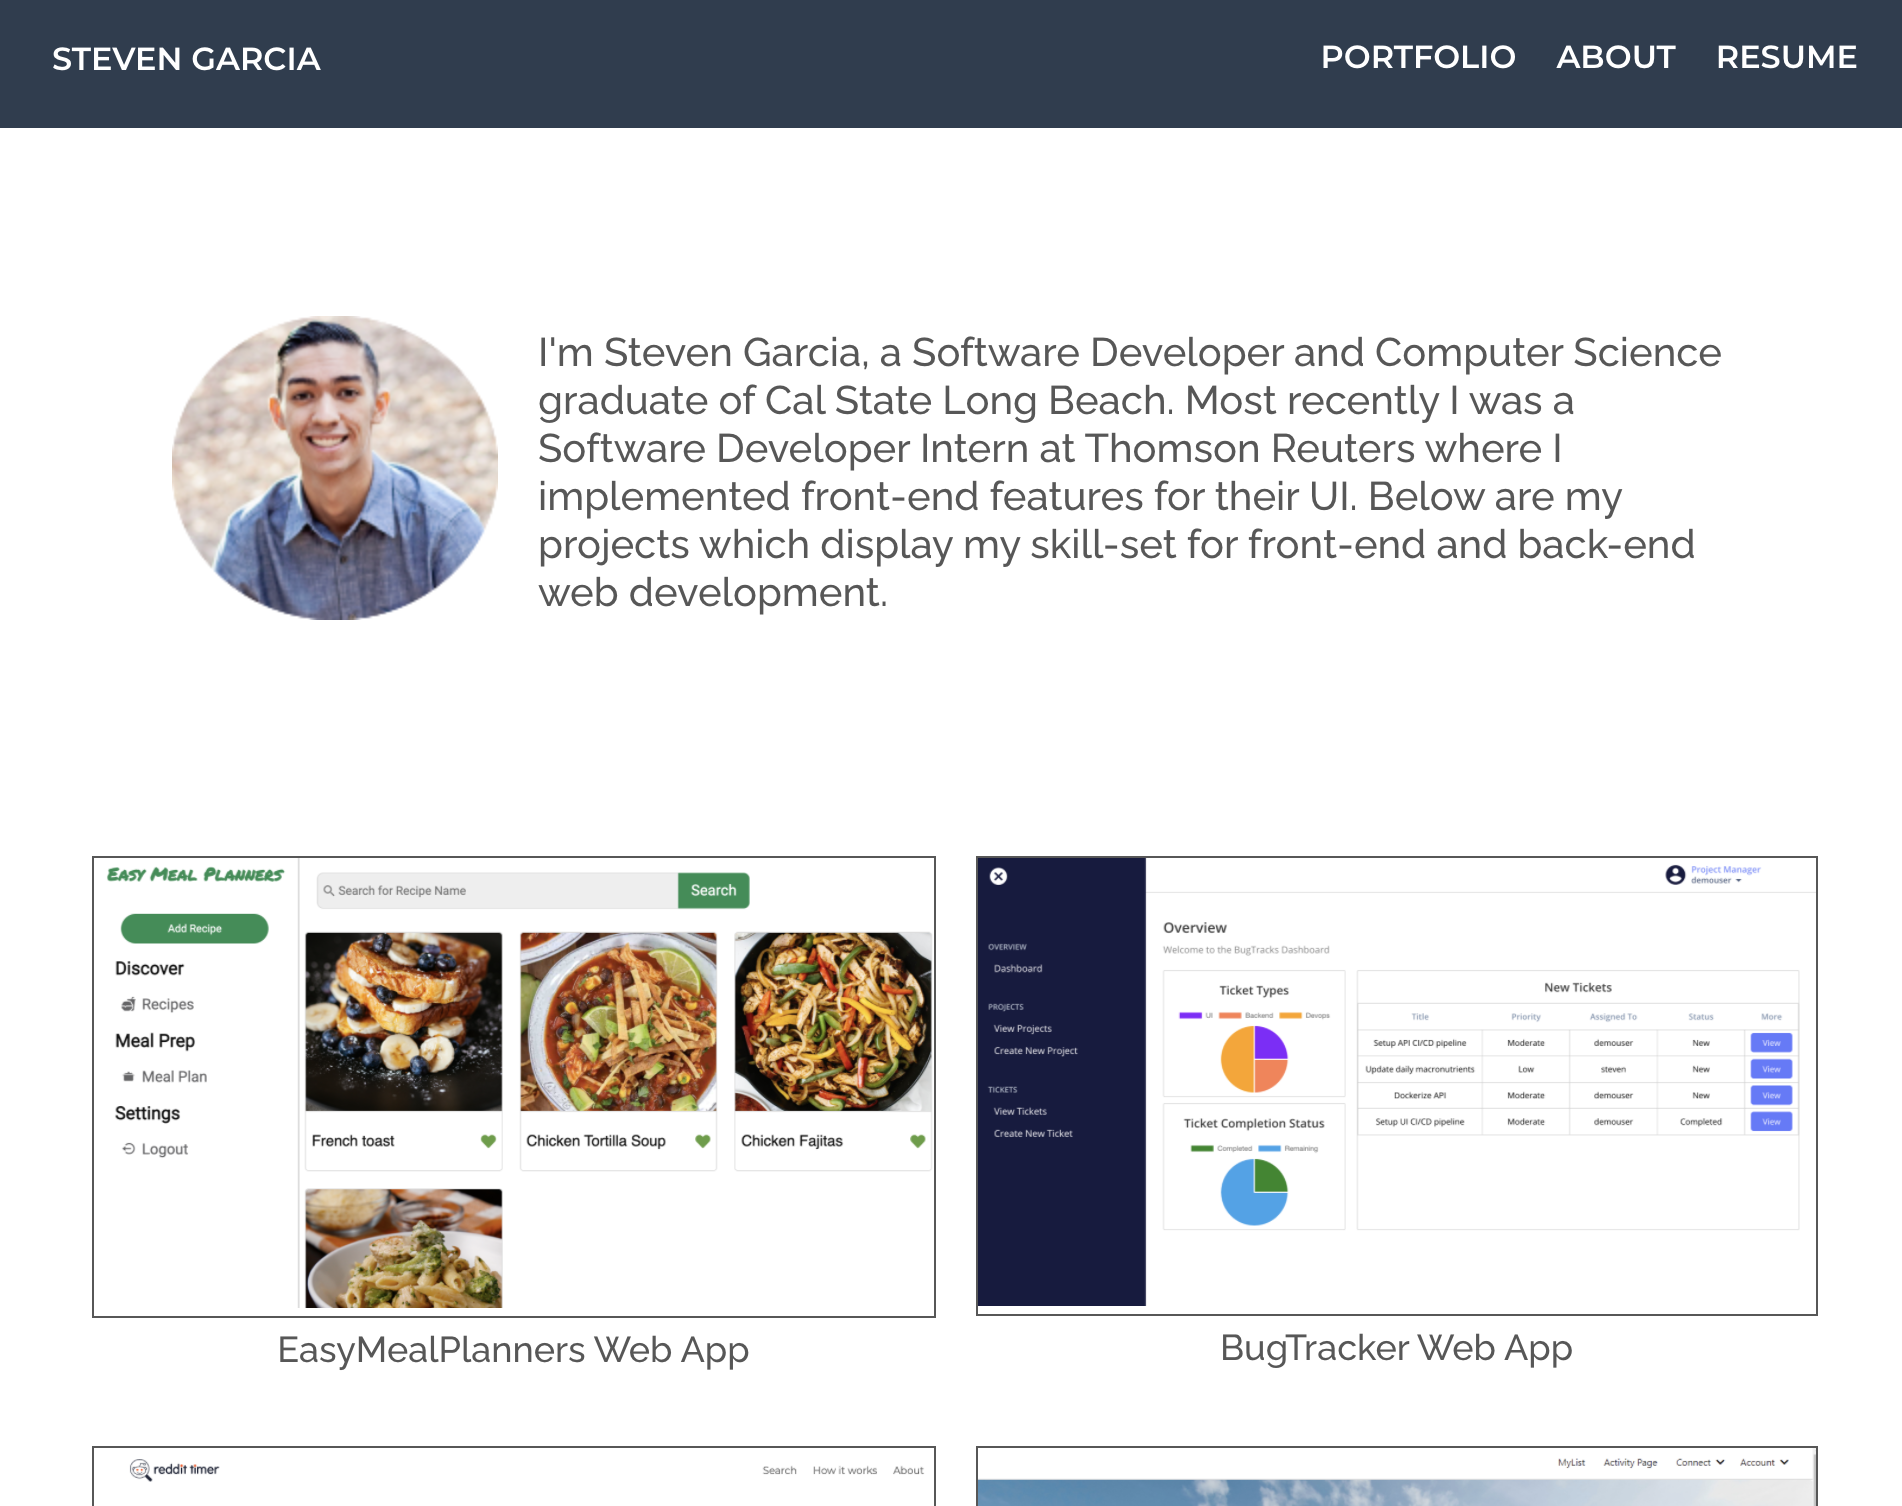 STEVEN GARCIA
PORTFOLIO ABOUT RESUME
I'm Steven Garcia, a Software Developer and Computer Science
graduate of Cal State Long Beach. Most recently I was a
Software Developer Intern at Thomson Reuters where I
implemented front-end features for their UI. Below are my
projects which display my skill-set for front-end and back-end
web development.
EASY MEAL PLANNERS
Search for Recipe Name
Search
Add Recipe
Discover
Recipes
Meal Prep
Meal Plan
Settings
Logout
French toast
Chicken Tortilla Soup
Chicken Fajitas
EasyMealPlanners Web App
Project Manager
demouser
OVERVIEW
Dashboard
PROJECTS
View Projects
Create New Project
TICKETS
View Tickets
Create New Ticket
Overview
Welcome to the BugTracks Dashboard
Ticket Types
UI Backend Devops
Ticket Completion Status
Completed Remaining
New Tickets
Title Priority Assigned To Status More
Setup API CI/CD pipeline Moderate demouser New View
Update daily macronutrients Low steven New View
Dockerize API Moderate demouser New View
Setup UI CI/CD pipeline Moderate demouser Completed View
BugTracker Web App
reddit timer
Search How it works About
MyList Activity Page Connect Account